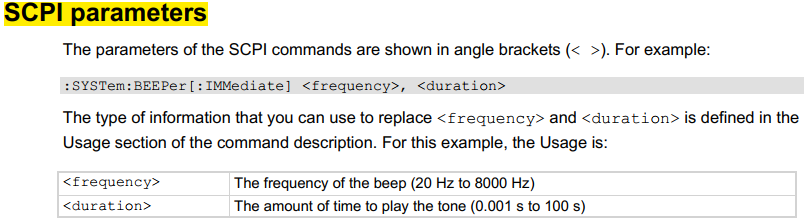 SCPI parameters
The parameters of the SCPI commands are shown in angle brackets (< >). For example:
:SYSTem:BEEPer[:IMMediate] <frequency>, <duration>
The type of information that you can use to replace <frequency> and <duration> is defined in the
Usage section of the command description. For this example, the Usage is:
<frequency> The frequency of the beep (20 Hz to 8000 Hz)
<duration> The amount of time to play the tone (0.001 s to 100 s)